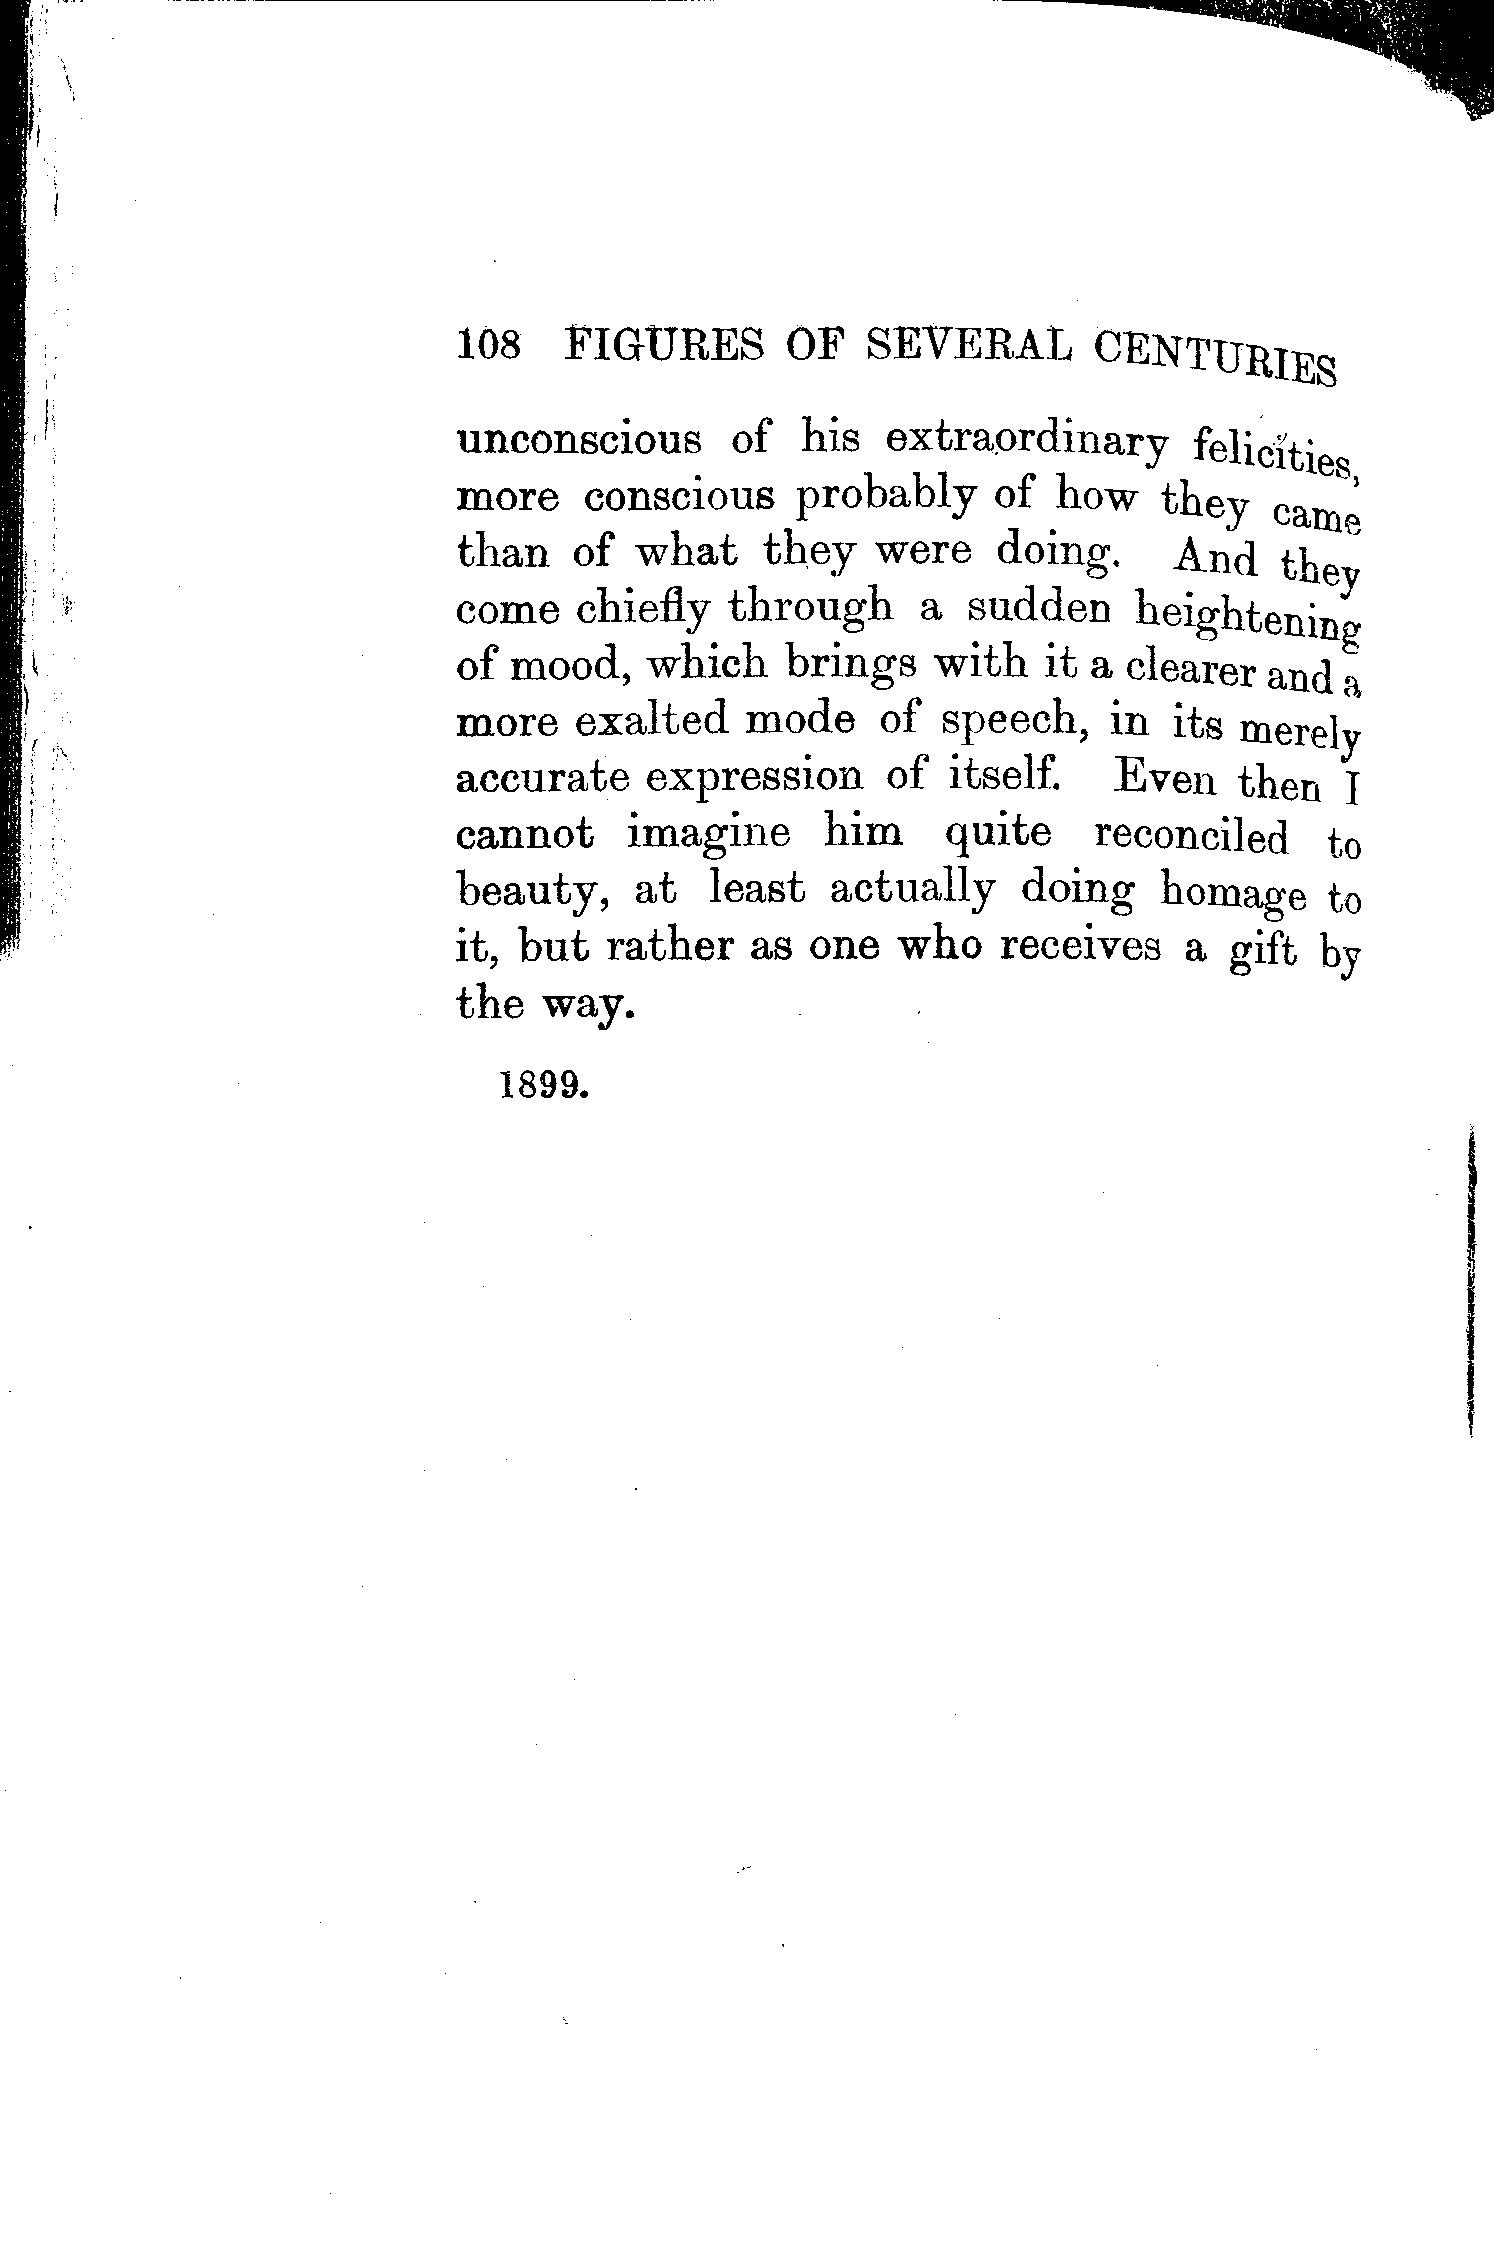 108 FIGURES OF SEVERAL CENTURIES
unconscious of his extraordinary felicities,
more conscious probably of how they came
than of what they were doing. And they
come chiefly through a sudden heightening
of mood, which brings with it a clearer and a
more exalted mode of speech, in its merely
accurate expression of itself. Even then I
cannot imagine him quite reconciled to
beauty, at least actually doing homage to
it, but rather as one who receives a gift by
the way.
1899.